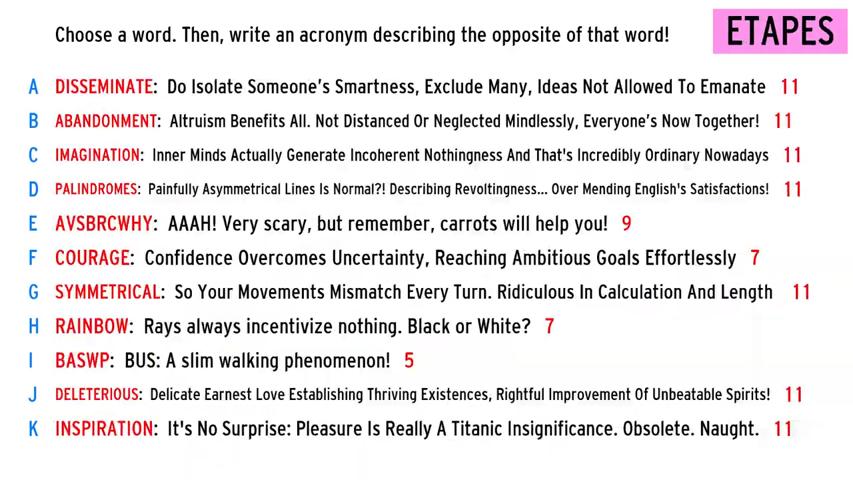 Choose a word. Then, write an acronym describing the opposite of that word!
ETAPES
A DISSEMINATE: Do Isolate Someone's Smartness, Exclude Many, Ideas Not Allowed To Emanate 11
B ABANDONMENT: Altruism Benefits All. Not Distanced Or Neglected Mindlessly, Everyone's Now Together! 11
C IMAGINATION: Inner Minds Actually Generate Incoherent Nothingness And That's Incredibly Ordinary Nowadays 11
D PALINDROMES: Painfully Asymmetrical Lines Is Normal?! Describing Revoltingness... Over Mending English's Satisfactions! 11
E AVSBRCWHY: AAAH! Very scary, but remember, carrots will help you! 9
F COURAGE: Confidence Overcomes Uncertainty, Reaching Ambitious Goals Effortlessly 7
G SYMMETRICAL: So Your Movements Mismatch Every Turn. Ridiculous In Calculation And Length 11
H RAINBOW: Rays always incentivize nothing. Black or White? 7
I BASWP: BUS: A slim walking phenomenon! 5
J DELETERIOUS: Delicate Earnest Love Establishing Thriving Existences, Rightful Improvement Of Unbeatable Spirits! 11
K INSPIRATION: It's No Surprise: Pleasure Is Really A Titanic Insignificance. Obsolete. Naught. 11